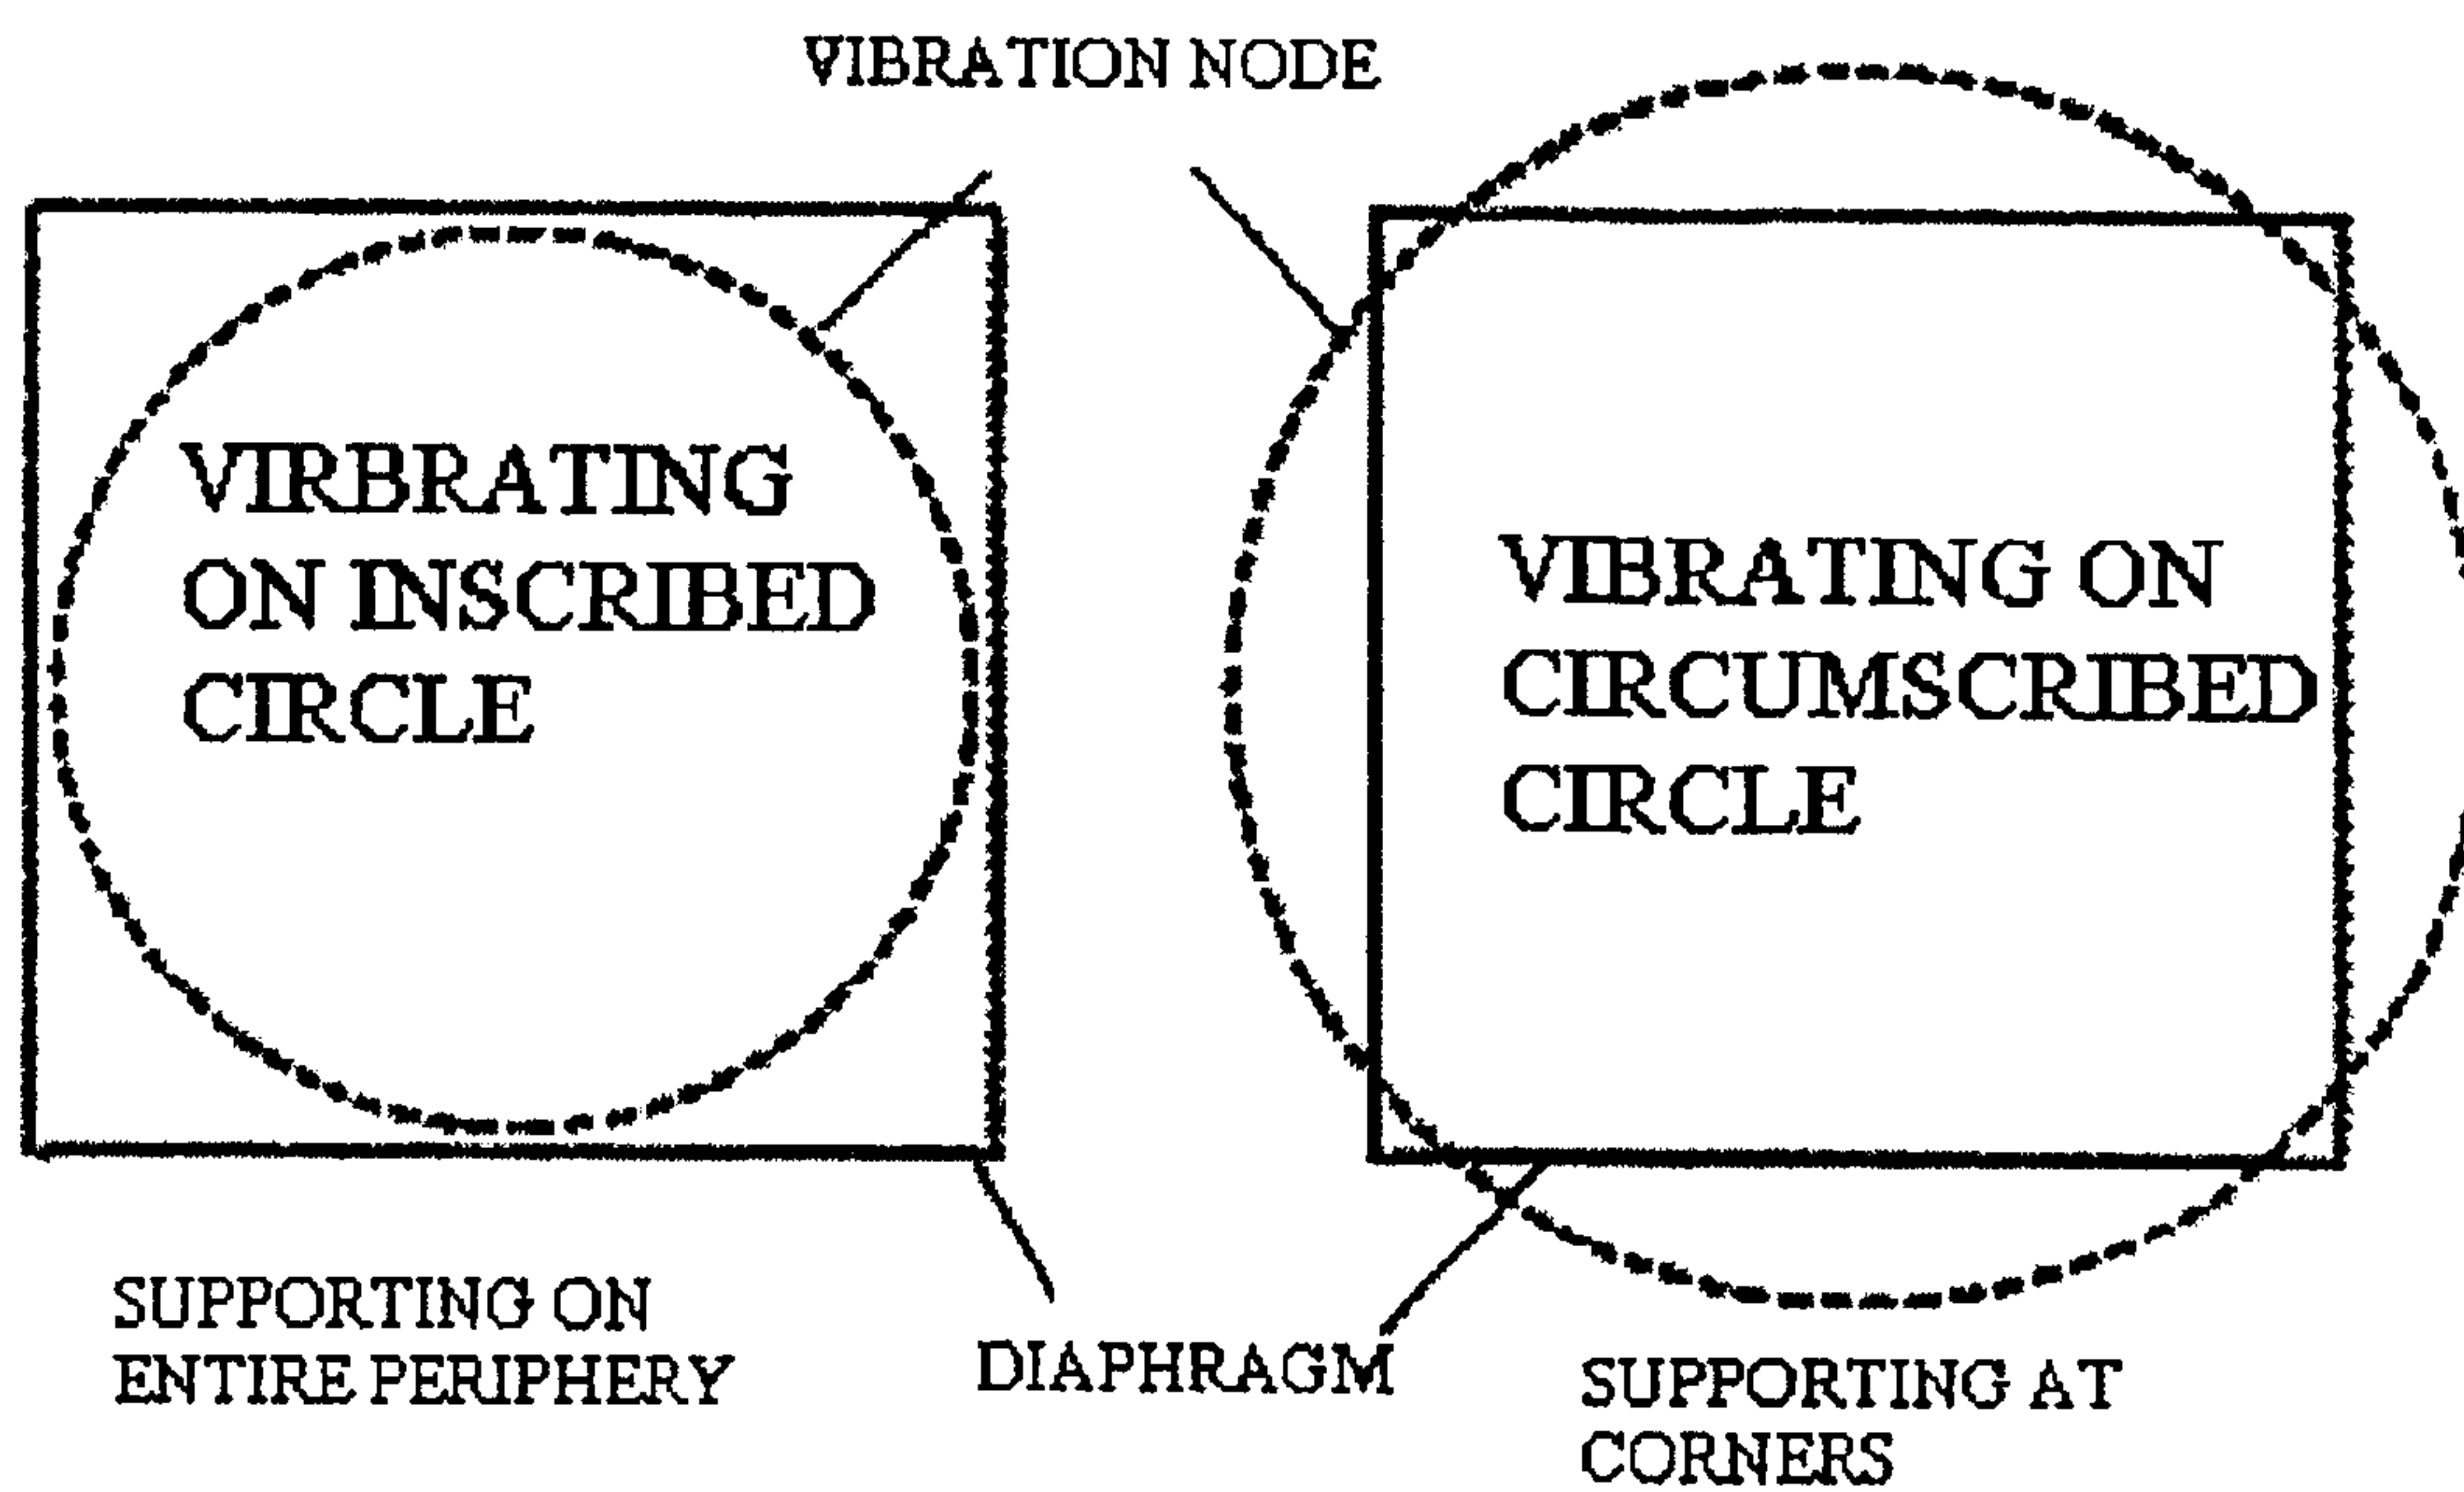 VIBRATION NODE
VIRBRATING
ON INSCRIBED
CIRCLE
VIBRATING ON
CIRCUMSCRIBED
CIRCLE
SUPPORTING ON
ENTIRE PERIPHERY
DIAPHRAGM
SUPPORTING AT
CORNERS